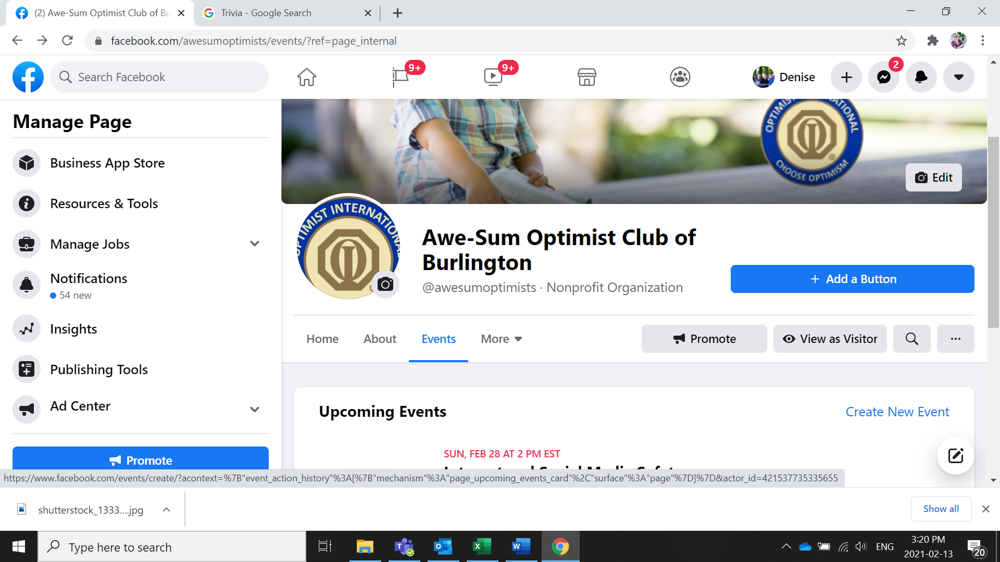 (2) Awe-Sum Optimist Club of Bu
Trivia - Google Search
facebook.com/awesumoptimists/events/?ref=page_internal
Search Facebook
9+
9+
Denise
2
Manage Page
Business App Store
Resources & Tools
Manage Jobs
Notifications
54 new
Insights
Publishing Tools
Ad Center
Promote
OPTIMIST INTERNATIONAL
CHOOSE OPTIMISM
®
Edit
OPTIMIST INTERNATIONAL
Awe-Sum Optimist Club of
Burlington
@awesumoptimists · Nonprofit Organization
+ Add a Button
Home
About
Events
More
Promote
View as Visitor
...
Upcoming Events
Create New Event
SUN, FEB 28 AT 2 PM EST
Internet and Social Media Safety
https://www.facebook.com/events/create/?acontext=%7B"event_action_history"%3A[%7B"mechanism"%3A"page_upcoming_events_card"%2C"surface"%3A"page"%7D]%7D&actor_id=421537735335655
shutterstock_1333....jpg
Show all
Type here to search
ENG
3:20 PM
2021-02-13
20